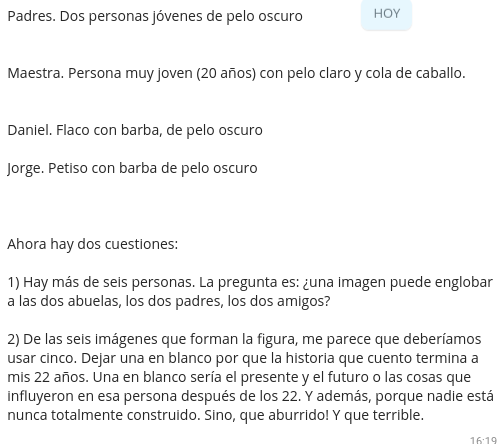 Padres. Dos personas jóvenes de pelo oscuro
HOY
Maestra. Persona muy joven (20 años) con pelo claro y cola de caballo.
Daniel. Flaco con barba, de pelo oscuro
Jorge. Petiso con barba de pelo oscuro
Ahora hay dos cuestiones:
1) Hay más de seis personas. La pregunta es: ¿una imagen puede englobar
a las dos abuelas, los dos padres, los dos amigos?
2) De las seis imágenes que forman la figura, me parece que deberíamos
usar cinco. Dejar una en blanco por que la historia que cuento termina a
mis 22 años. Una en blanco sería el presente y el futuro o las cosas que
influyeron en esa persona después de los 22. Y además, porque nadie está
nunca totalmente construido. Sino, que aburrido! Y que terrible.
16:19